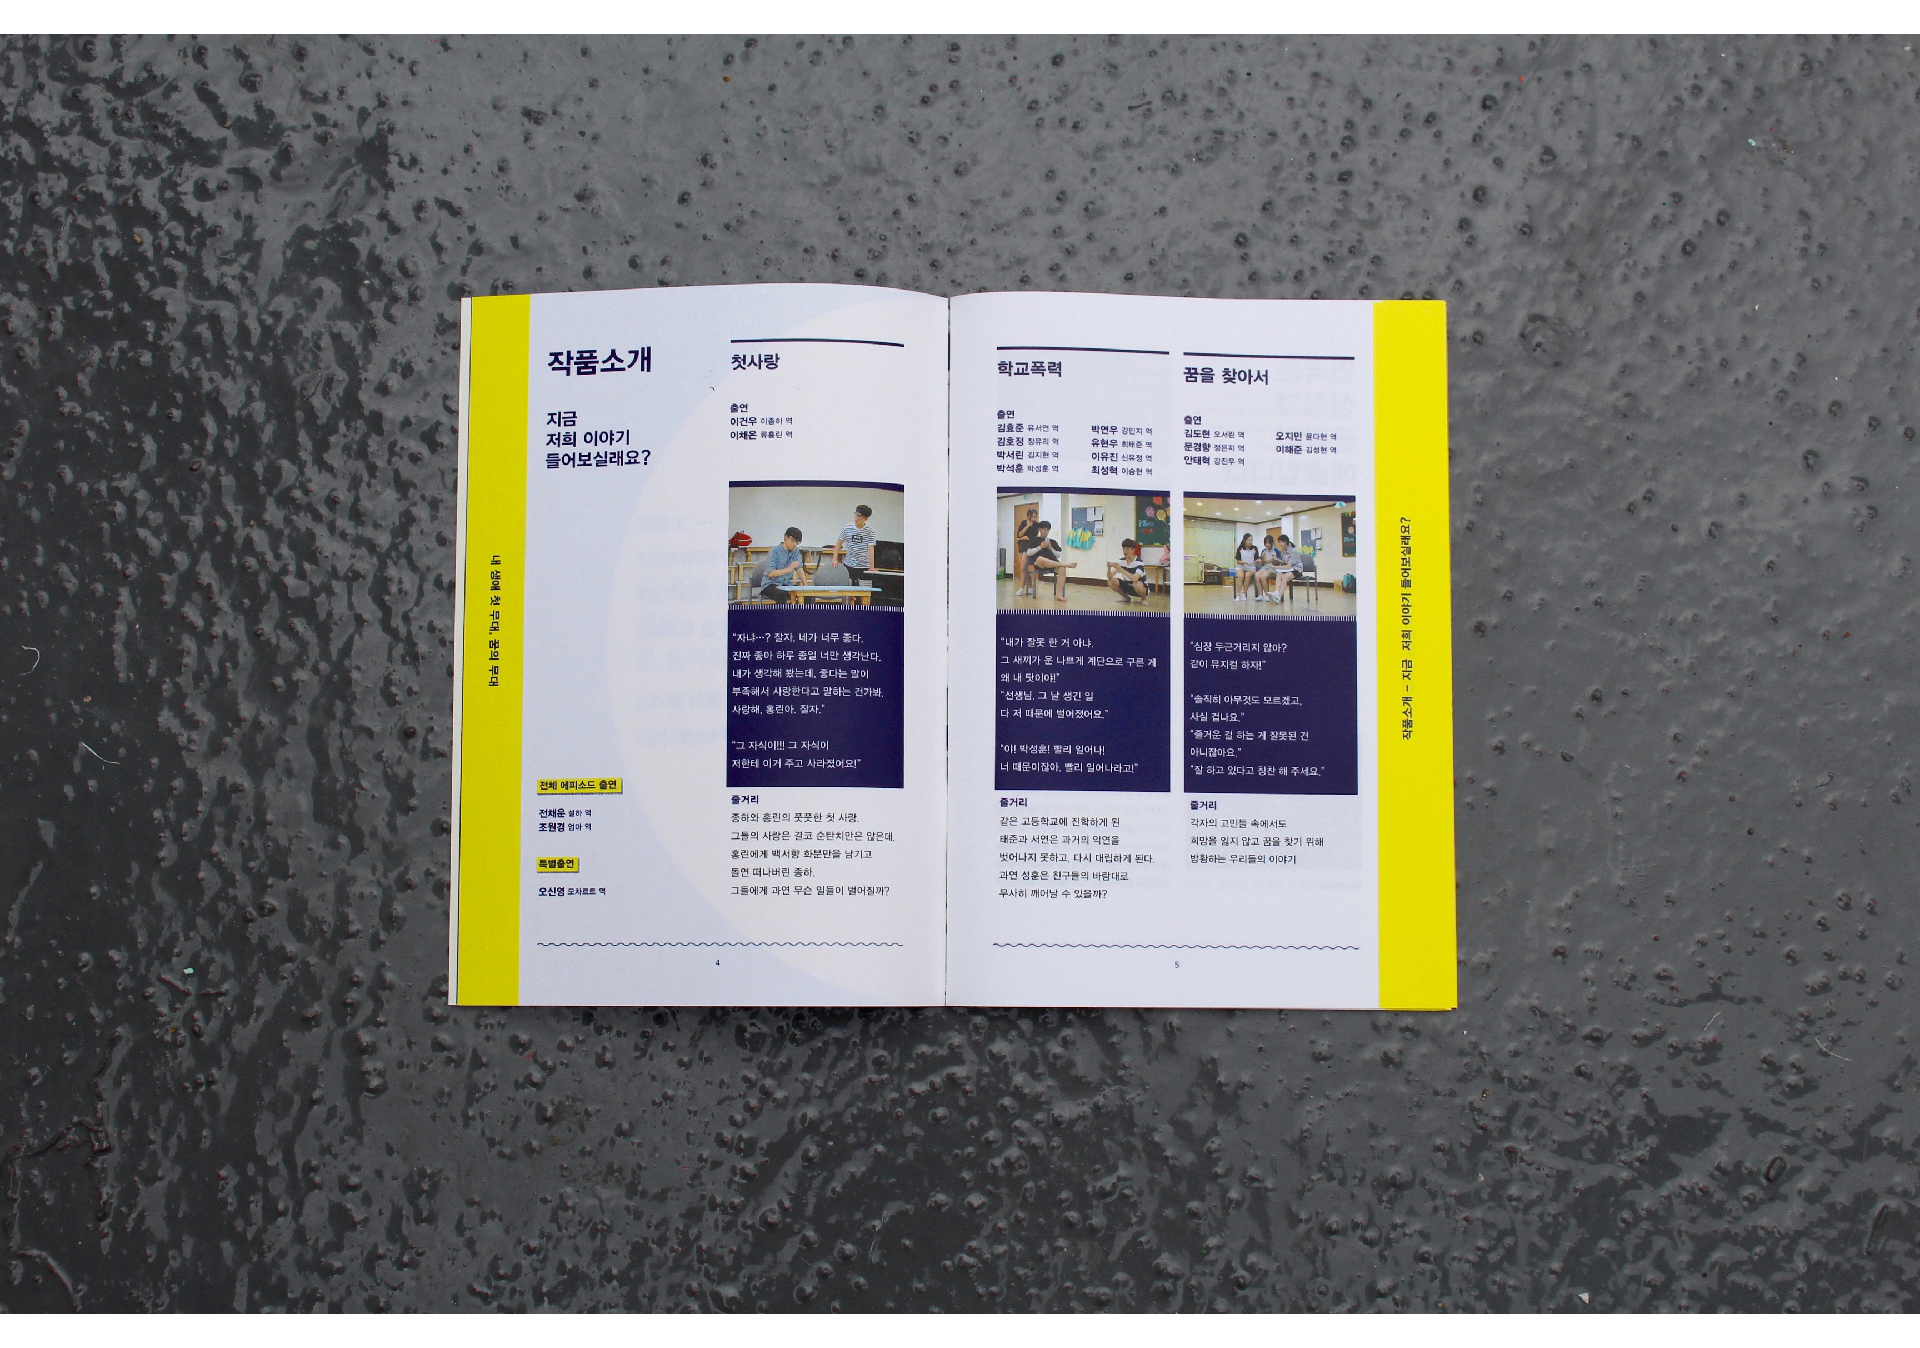 내 생애 첫 무대, 꿈의 무대
작품소개
지금
저희 이야기
들어보실래요?
전체 에피소드 출연
전채운 설하 역
조원경 엄마 역
특별출연
오신영 모차르트 역
첫사랑
출연
이건우 이종하 역
이채온 류홍린 역
“자냐…? 잘자. 네가 너무 좋다.
진짜 좋아 하루 종일 너만 생각난다.
내가 생각해 봤는데, 좋다는 말이
부족해서 사랑한다고 말하는 건가봐.
사랑해, 홍린아. 잘자.”
“그 자식이!!! 그 자식이
저한테 이거 주고 사라졌어요!”
줄거리
종하와 홍린의 풋풋한 첫 사랑.
그들의 사랑은 결코 순탄치만은 않은데.
홍린에게 백서향 화분만을 남기고
돌연 떠나버린 종하.
그들에게 과연 무슨 일들이 벌어질까?
4
학교폭력
출연
김효준 유서연 역
김호정 장유리 역
박서린 김지현 역
박석훈 박성훈 역
박연우 강민지 역
유현우 최태준 역
이유진 신유정 역
최성혁 이승현 역
“내가 잘못 한 거 아냐.
그 새끼가 운 나쁘게 계단으로 구른 게
왜 내 탓이야!”
“선생님, 그 날 생긴 일
다 저 때문에 벌어졌어요.”
“야! 박성훈! 빨리 일어나!
너 때문이잖아. 빨리 일어나라고!”
줄거리
같은 고등학교에 진학하게 된
태준과 서연은 과거의 악연을
벗어나지 못하고, 다시 대립하게 된다.
과연 성훈은 친구들의 바람대로
무사히 깨어날 수 있을까?
꿈을 찾아서
출연
김도현 오서린 역
문경향 정은지 역
안태혁 강진우 역
오지민 윤다현 역
이해준 김성현 역
“심장 두근거리지 않아?
같이 뮤지컬 하자!”
“솔직히 아무것도 모르겠고,
사실 겁나요.”
“즐거운 걸 하는 게 잘못된 건
아니잖아요.”
“잘 하고 있다고 칭찬 해 주세요.”
줄거리
각자의 고민들 속에서도
희망을 잃지 않고 꿈을 찾기 위해
방황하는 우리들의 이야기
5
작품소개 – 지금 저희 이야기 들어보실래요?